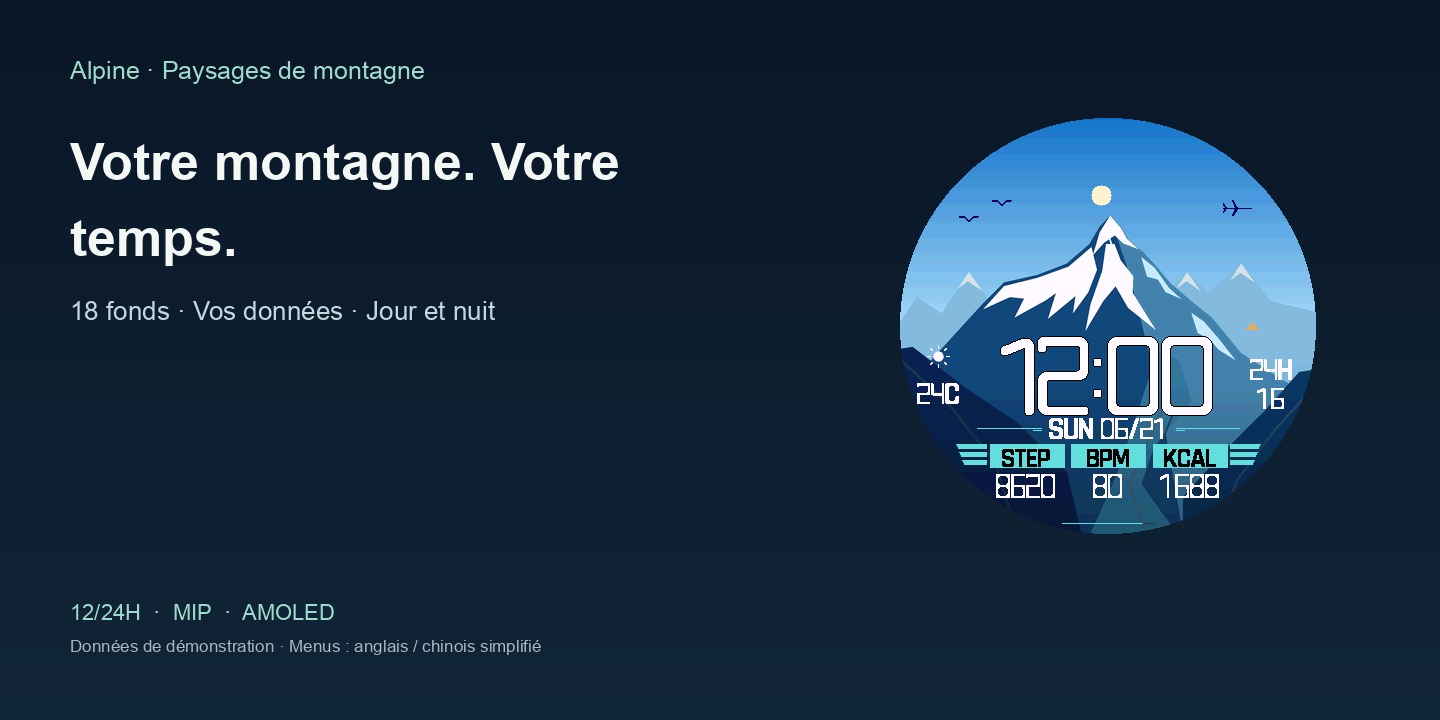 Alpine · Paysages de montagne
Votre montagne. Votre
temps.
18 fonds · Vos données · Jour et nuit
12:00
24C
24H
16
SUN 06/21
STEP BPM KCAL
8620 80 1688
12/24H · MIP · AMOLED
Données de démonstration · Menus : anglais / chinois simplifié